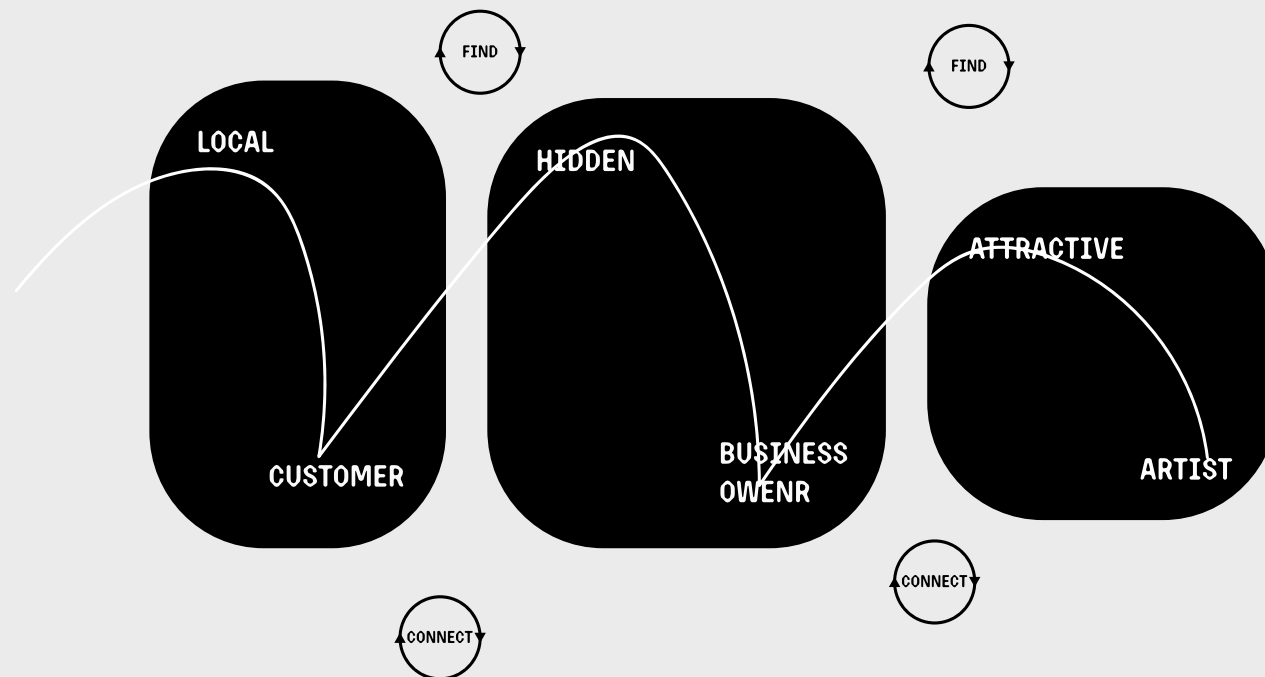 FIND
FIND
LOCAL
HIDDEN
ATTRACTIVE
CUSTOMER
BUSINESS
OWENR
ARTIST
CONNECT
CONNECT